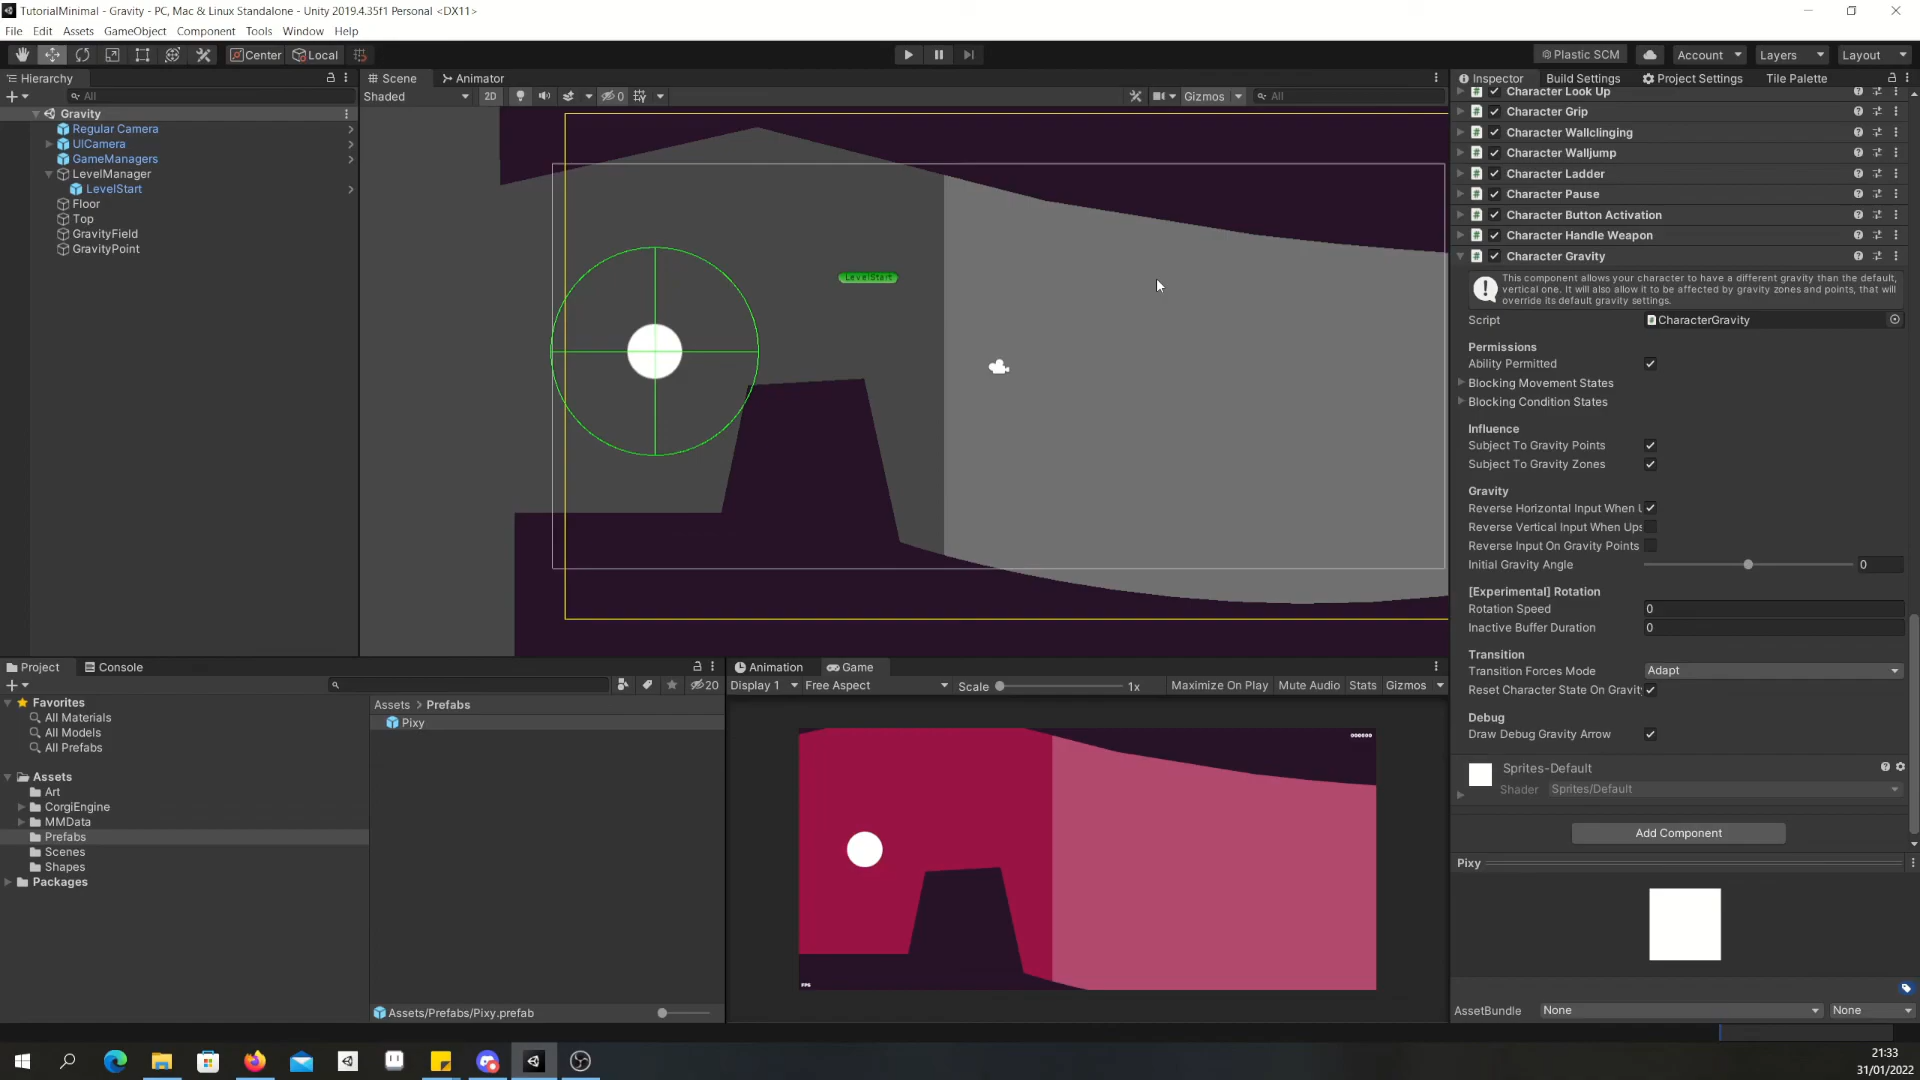 TutorialMinimal - Gravity - PC, Mac & Linux Standalone - Unity 2019.4.35f1 Personal <DX11>
File Edit Assets GameObject Component Tools Window Help
Center Local Plastic SCM Account Layers Layout
Hierarchy
All
Gravity
Regular Camera
UICamera
GameManagers
LevelManager
LevelStart
Floor
Top
GravityField
GravityPoint
Scene Animator
Shaded 2D 0 Gizmos All
LevelStart
Inspector Build Settings Project Settings Tile Palette
Character Look Up
Character Grip
Character Wallclinging
Character Walljump
Character Ladder
Character Pause
Character Button Activation
Character Handle Weapon
Character Gravity
This component allows your character to have a different gravity than the default,
vertical one. It will also allow it to be affected by gravity zones and points, that will
override its default gravity settings.
Script CharacterGravity
Permissions
Ability Permitted
Blocking Movement States
Blocking Condition States
Influence
Subject To Gravity Points
Subject To Gravity Zones
Gravity
Reverse Horizontal Input When U
Reverse Vertical Input When Ups
Reverse Input On Gravity Points
Initial Gravity Angle 0
[Experimental] Rotation
Rotation Speed 0
Inactive Buffer Duration 0
Transition
Transition Forces Mode Adapt
Reset Character State On Gravit
Debug
Draw Debug Gravity Arrow
Sprites-Default
Shader Sprites/Default
Add Component
Pixy
AssetBundle None None
Project Console
20
Favorites
All Materials
All Models
All Prefabs
Assets
Art
CorgiEngine
MMData
Prefabs
Scenes
Shapes
Packages
Assets > Prefabs
Pixy
Assets/Prefabs/Pixy.prefab
Animation Game
Display 1 Free Aspect Scale 1x Maximize On Play Mute Audio Stats Gizmos
000000
FPS
21:33
31/01/2022